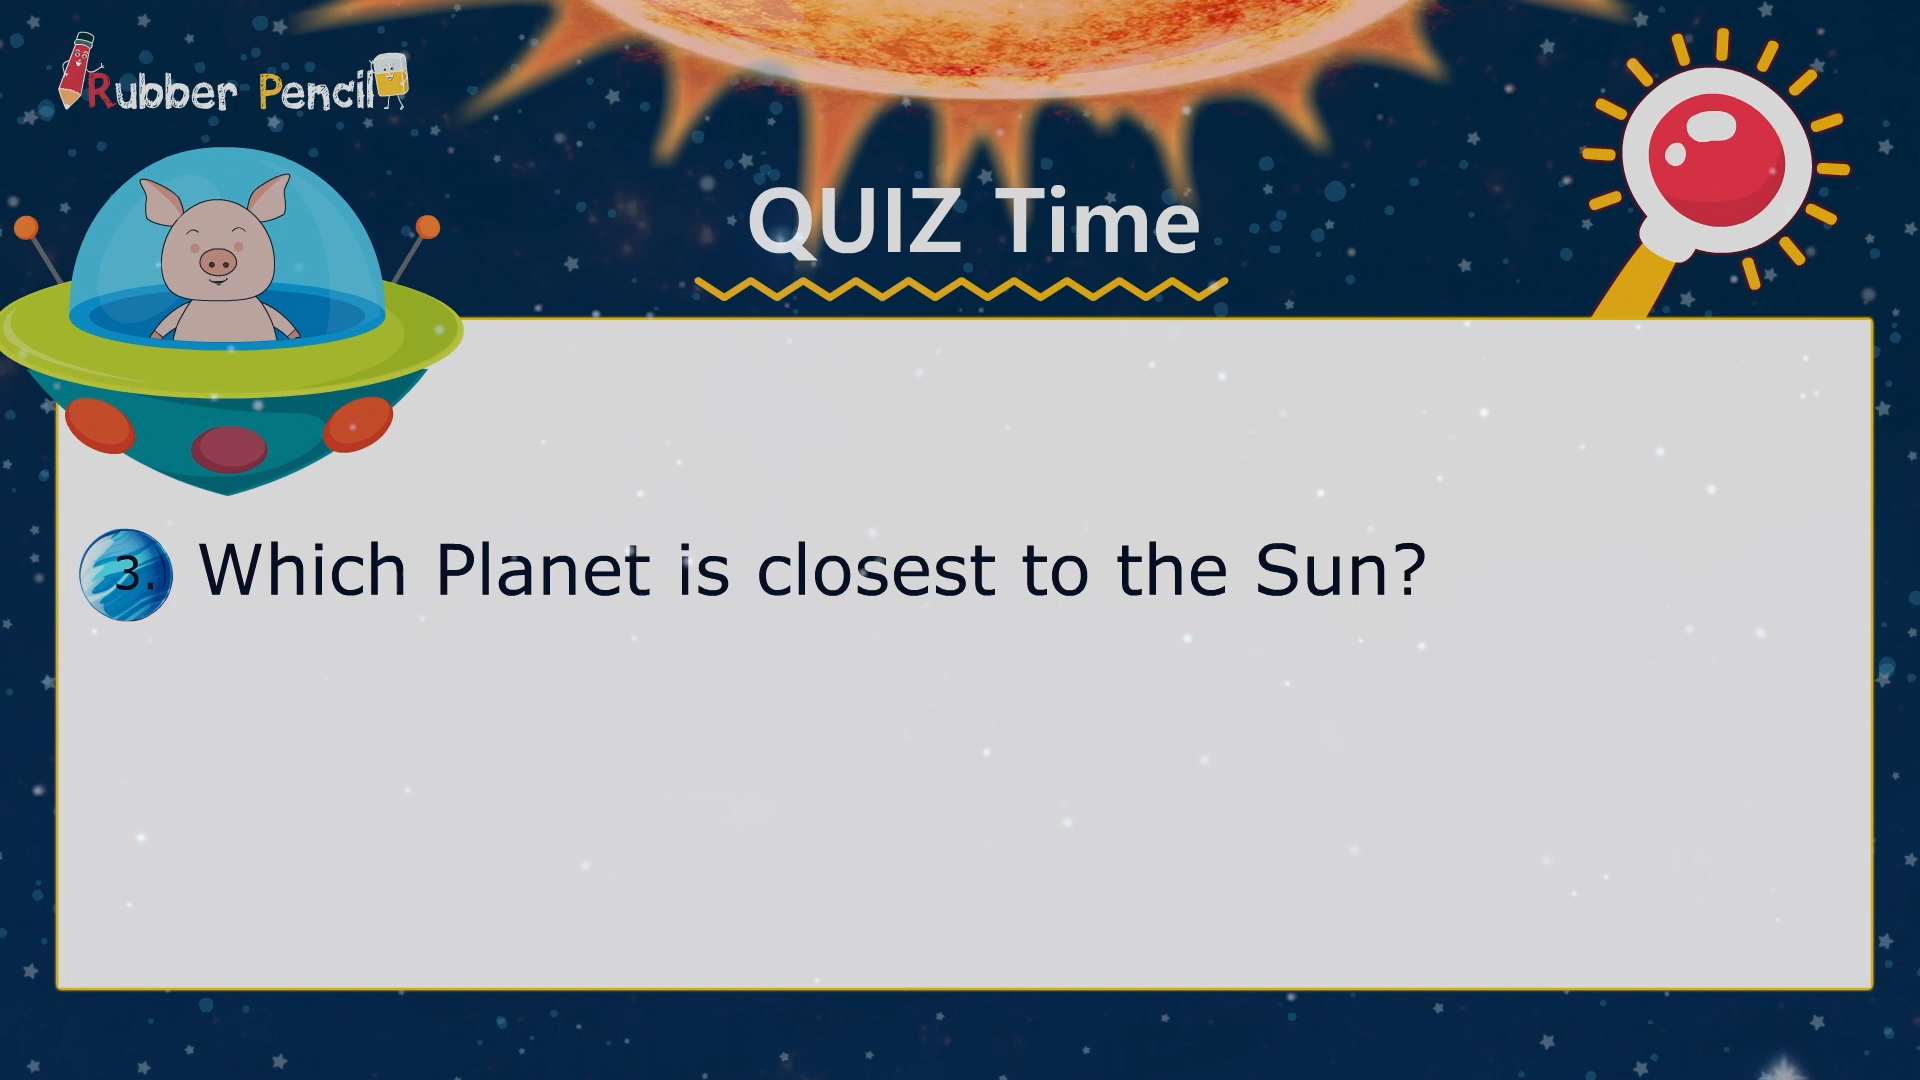 Rubber Pencil
QUIZ Time
3. Which Planet is closest to the Sun?